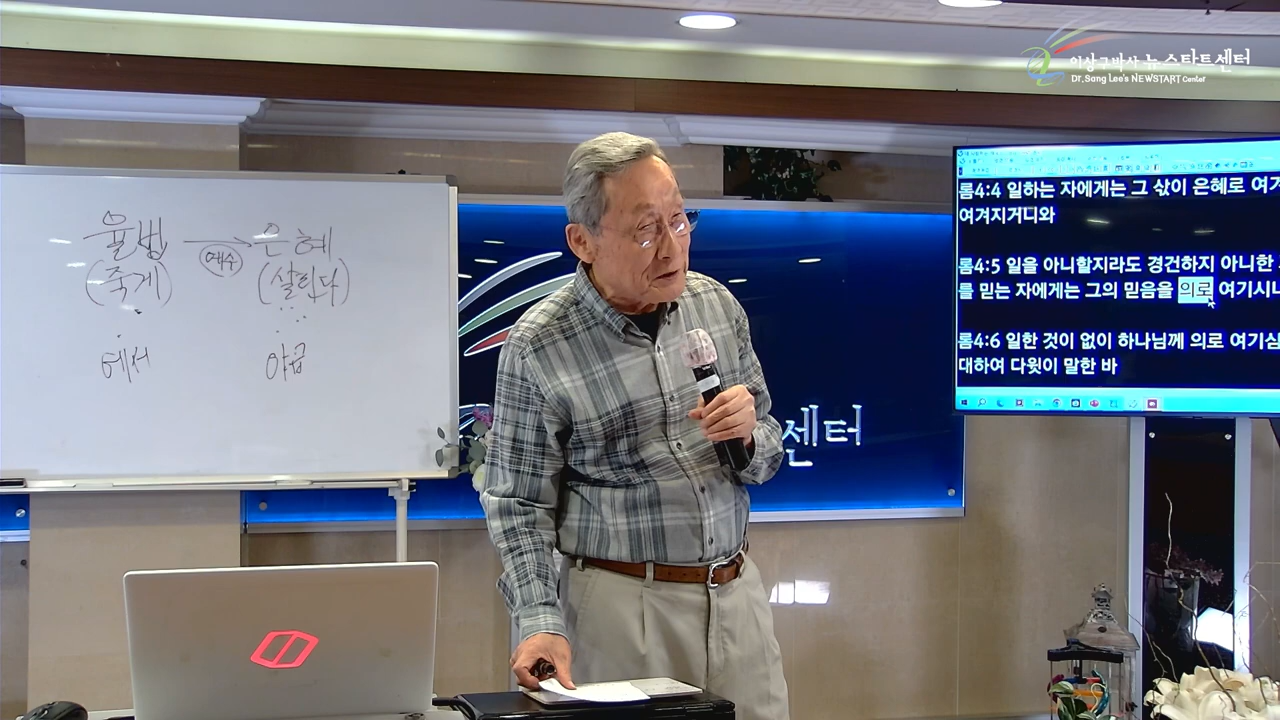 이상구박사 뉴스타트센터
Dr. Sang Lee's NEWSTART Center
율법 → 은혜
예수
(죽게) (살린다)
에서 야곱
센터
롬4:4 일하는 자에게는 그 삯이 은혜로
여겨지거니와
롬4:5 일을 아니할지라도 경건하지 아니한
를 믿는 자에게는 그의 믿음을 의로 여기시나
롬4:6 일한 것이 없이 하나님께 의로
대하여 다윗이 말한 바